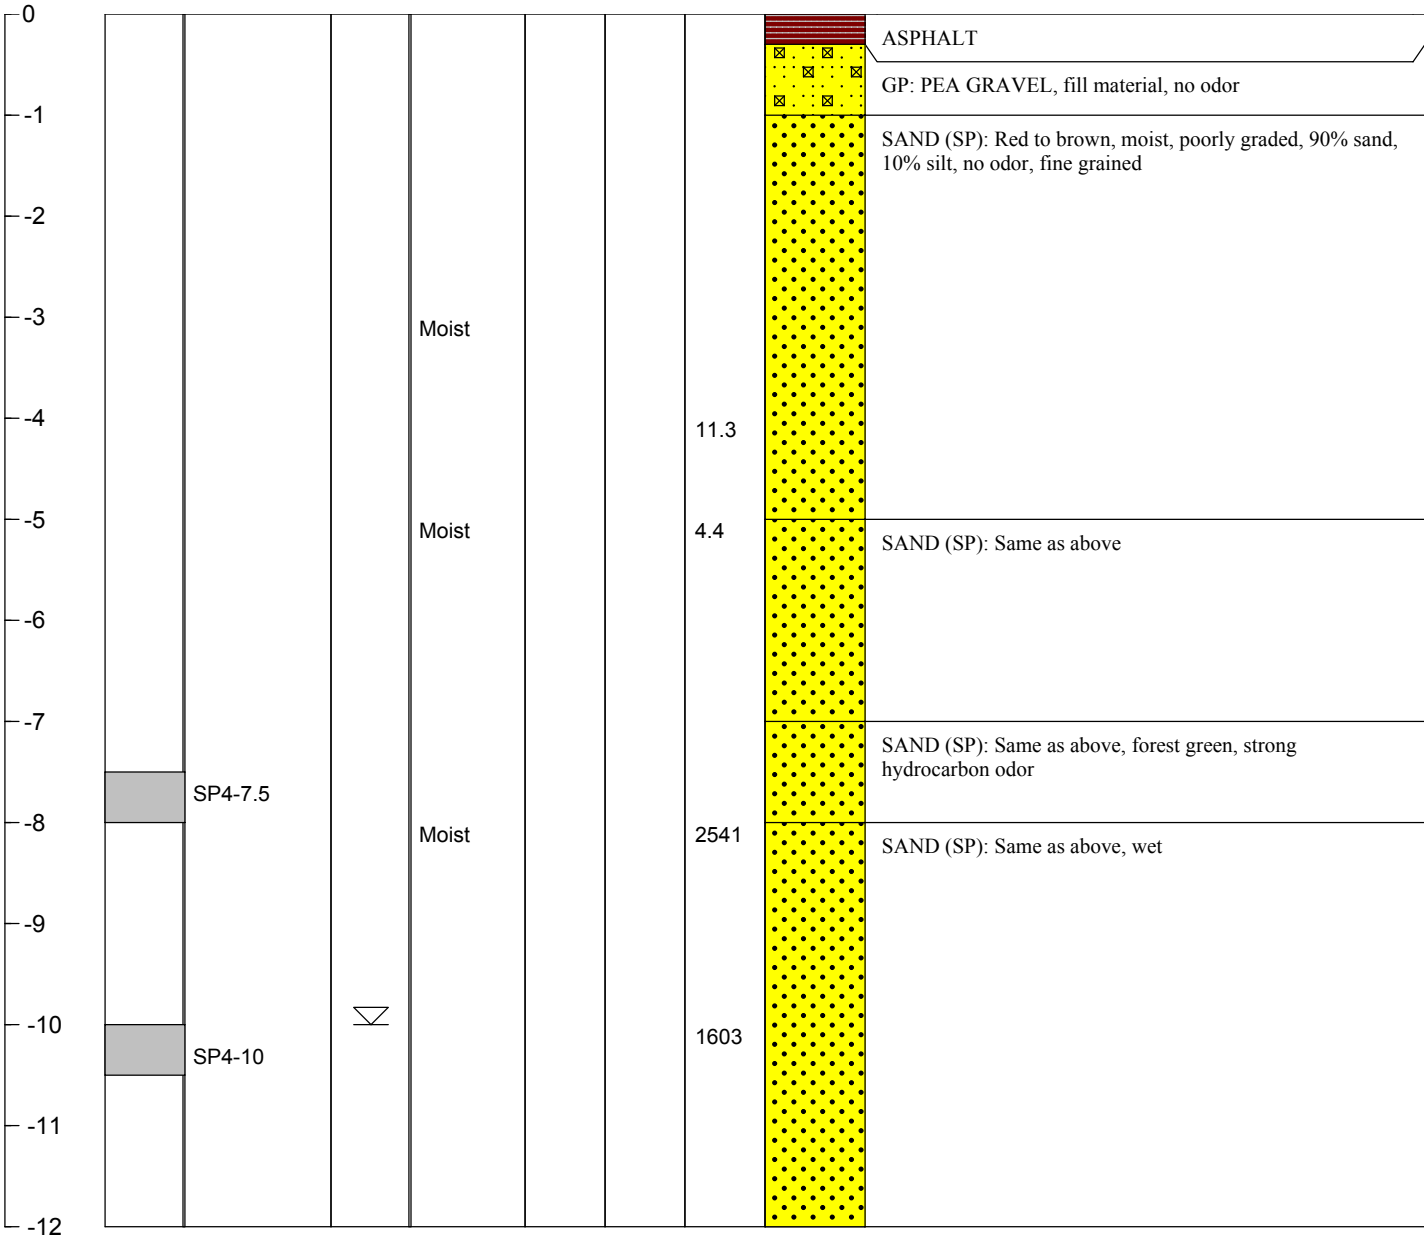 0
ASPHALT
GP: PEA GRAVEL, fill material, no odor
-1
SAND (SP): Red to brown, moist, poorly graded, 90% sand,
10% silt, no odor, fine grained
-2
-3
Moist
-4
11.3
-5
Moist
4.4
SAND (SP): Same as above
-6
-7
SAND (SP): Same as above, forest green, strong
hydrocarbon odor
SP4-7.5
-8
Moist
2541
SAND (SP): Same as above, wet
-9
-10
1603
SP4-10
-11
-12